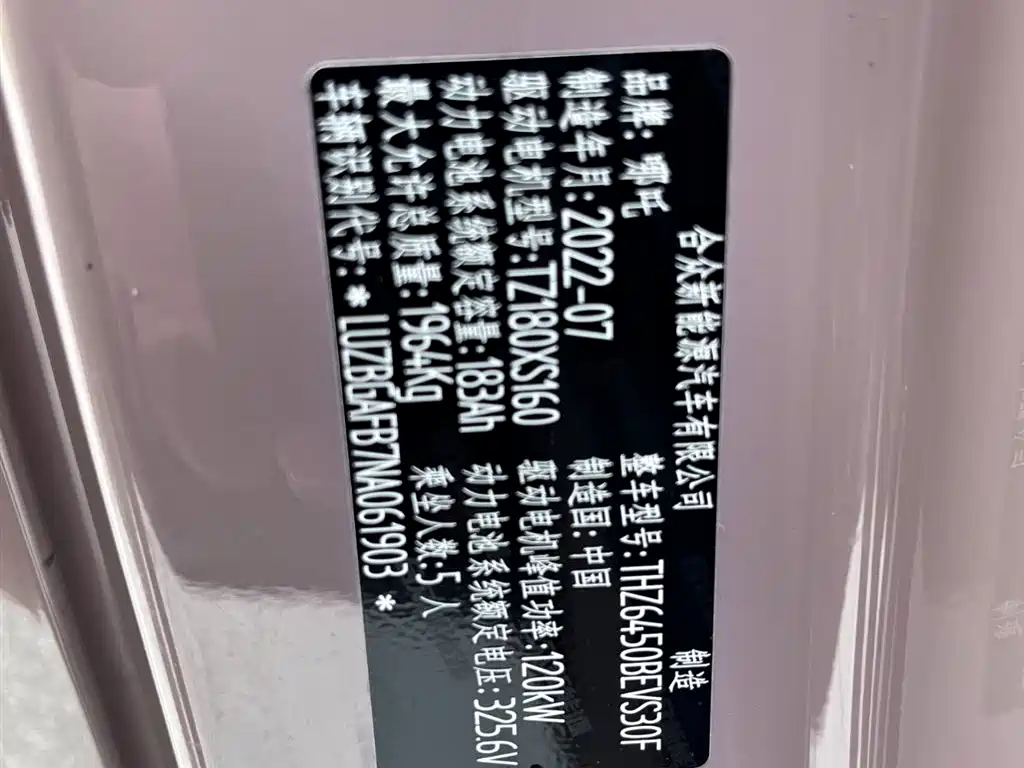 合众新能源汽车有限公司 制造
品牌: 哪吒 整车型号:THZ6450BEVS30F
制造年月:2022-07 制造国:中国
驱动电机型号:TZ180XS160 驱动电机峰值功率:120kW
动力电池系统额定容量:183Ah 动力电池系统额定电压:325.6V
最大允许总质量:1964Kg 乘坐人数:5人
车辆识别代号:*LUZBGAFB7NA061903*